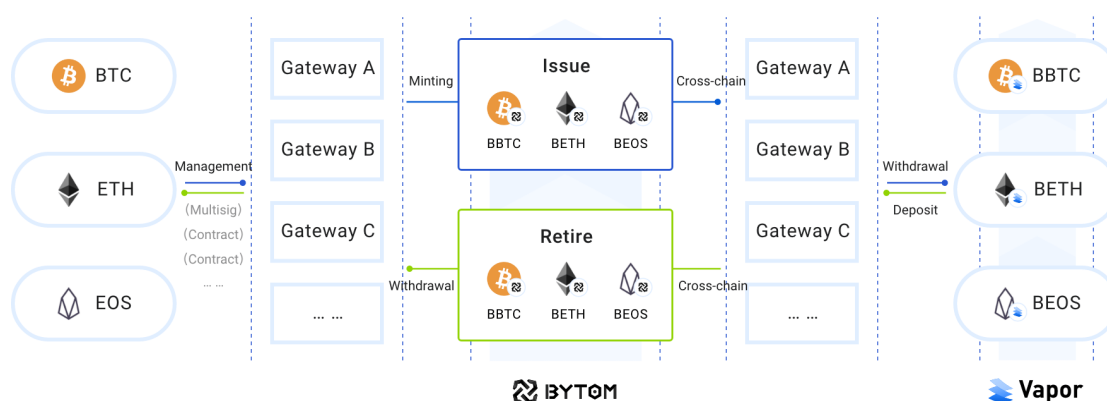 BTC
ETH
EOS
Management
(Multisig)
(Contract)
(Contract)
... ...
Gateway A
Gateway B
Gateway C
... ...
Minting
Withdrawal
Issue
BBTC BETH BEOS
Retire
BBTC BETH BEOS
Cross-chain
Cross-chain
Gateway A
Gateway B
Gateway C
... ...
Withdrawal
Deposit
BBTC
BETH
BEOS
BYTOM
Vapor